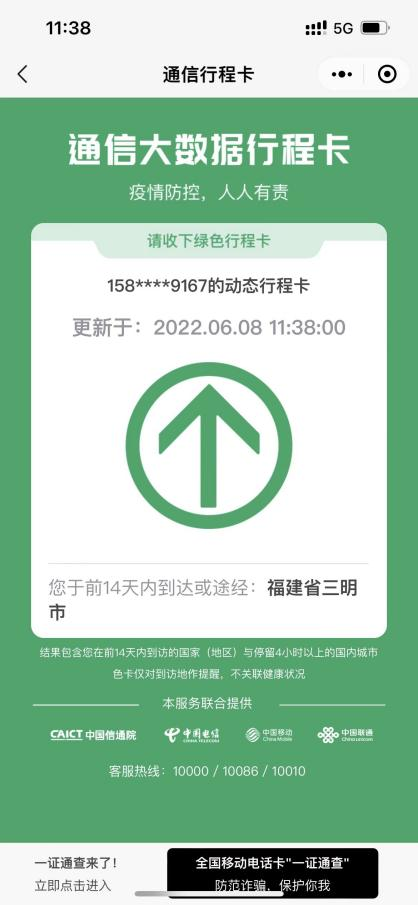 11:38
5G
通信行程卡
通信大数据行程卡
疫情防控，人人有责
请收下绿色行程卡
158****9167的动态行程卡
更新于：2022.06.08 11:38:00
您于前14天内到达或途经：福建省三明
市
结果包含您在前14天内到访的国家（地区）与停留4小时以上的国内城市
色卡仅对到访地作提醒，不关联健康状况
本服务联合提供
CAICT 中国信通院 中国电信 CHINA TELECOM 中国移动 China Mobile 中国联通 China unicom
客服热线：10000 / 10086 / 10010
一证通查来了！
立即点击进入
全国移动电话卡"一证通查"
防范诈骗，保护你我